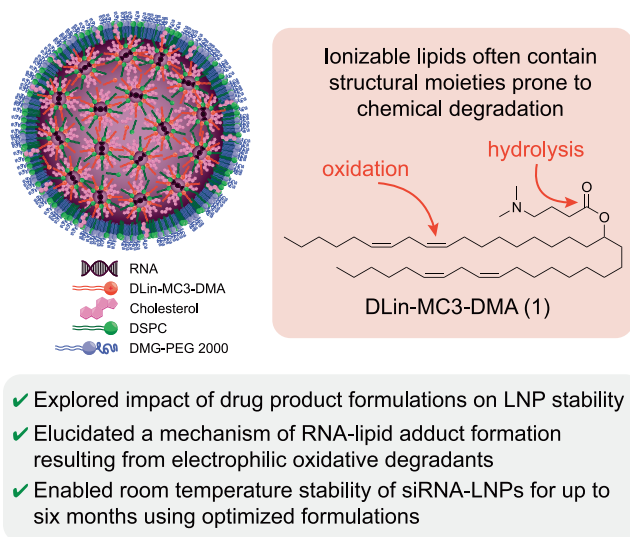 Ionizable lipids often contain
structural moieties prone to
chemical degradation
hydrolysis
oxidation
N
O
O
DLin-MC3-DMA (1)
RNA
DLin-MC3-DMA
Cholesterol
DSPC
DMG-PEG 2000
✔ Explored impact of drug product formulations on LNP stability
✔ Elucidated a mechanism of RNA-lipid adduct formation
resulting from electrophilic oxidative degradants
✔ Enabled room temperature stability of siRNA-LNPs for up to
six months using optimized formulations